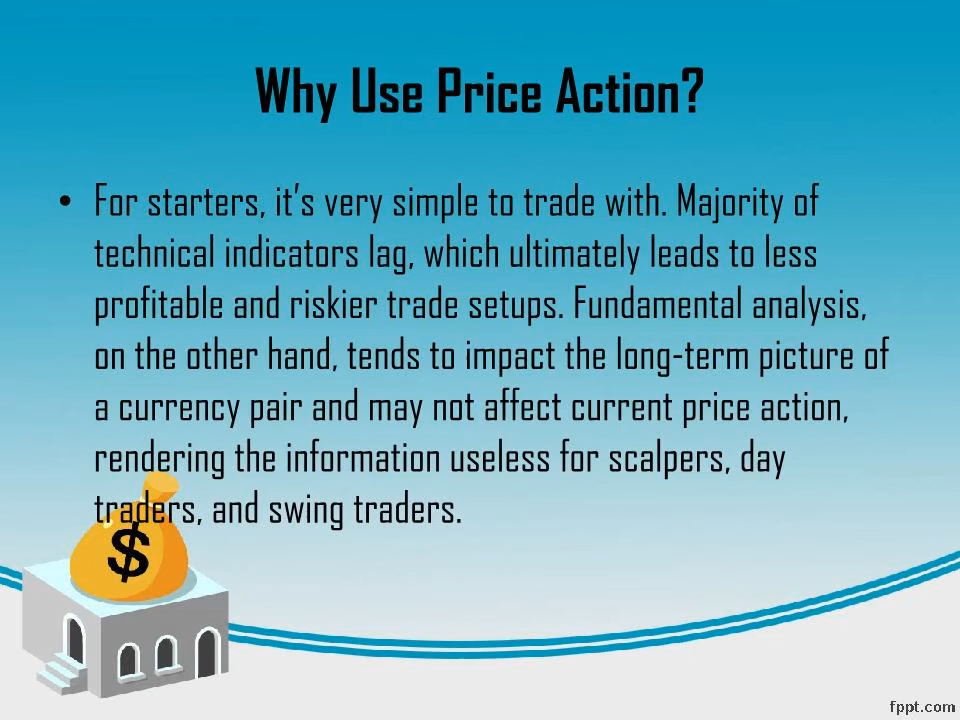 Why Use Price Action?
• For starters, it's very simple to trade with. Majority of
technical indicators lag, which ultimately leads to less
profitable and riskier trade setups. Fundamental analysis,
on the other hand, tends to impact the long-term picture of
a currency pair and may not affect current price action,
rendering the information useless for scalpers, day
traders, and swing traders.
$
fppt.com